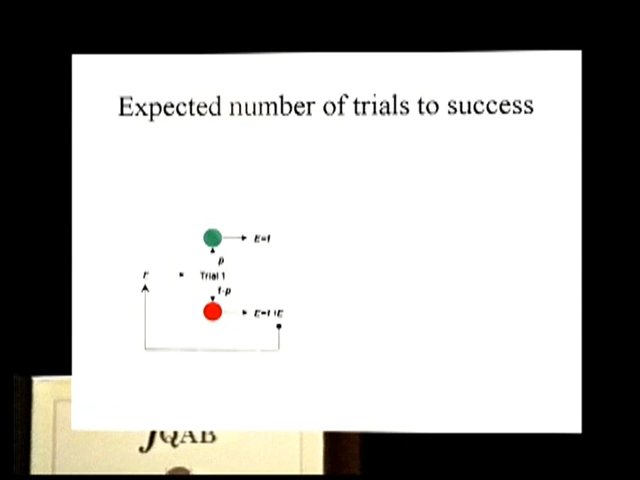 Expected number of trials to success
E=1
p
Trial 1
1-p
E=1+E
JQAB